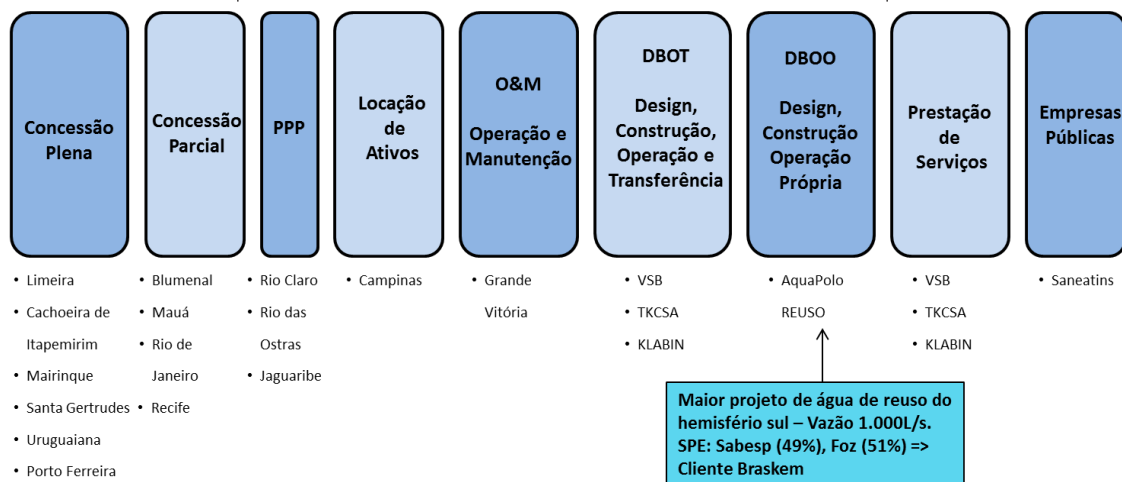 Concessão
Plena
Concessão
Parcial
PPP
Locação
de
Ativos
O&M
Operação e
Manutenção
DBOT
Design,
Construção,
Operação e
Transferência
DBOO
Design,
Construção
Operação
Própria
Prestação
de
Serviços
Empresas
Públicas
• Limeira
• Cachoeira de
Itapemirim
• Mairinque
• Santa Gertrudes
• Uruguaiana
• Porto Ferreira
• Blumenal
• Mauá
• Rio de
Janeiro
• Recife
• Rio Claro
• Rio das
Ostras
• Jaguaribe
• Campinas
• Grande
Vitória
• VSB
• TKCSA
• KLABIN
• AquaPolo
REUSO
• VSB
• TKCSA
• KLABIN
• Saneatins
Maior projeto de água de reuso do
hemisfério sul – Vazão 1.000L/s.
SPE: Sabesp (49%), Foz (51%) =>
Cliente Braskem